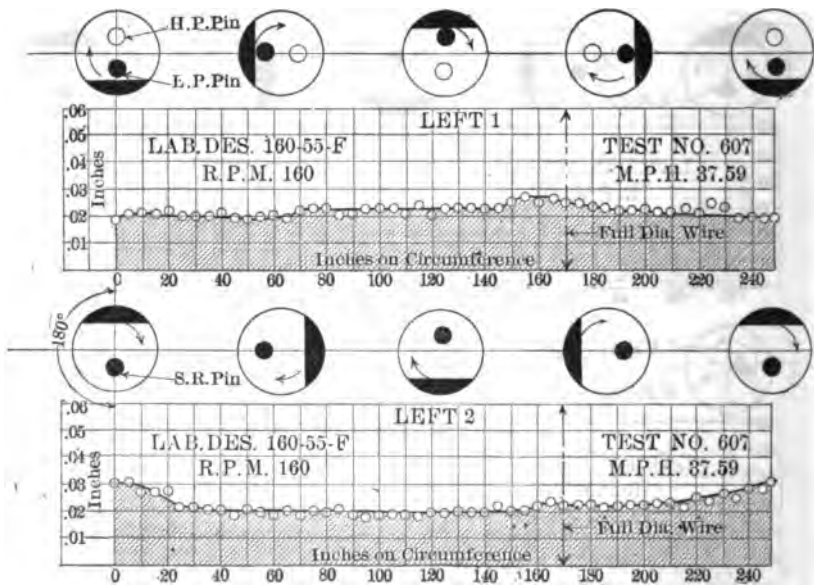 H.P.Pin
L.P.Pin
.06
.05
.04
.03
.02
.01
Inches
LEFT 1
LAB. DES. 160-55-F
R.P.M. 160
TEST NO. 607
M.P.H. 37.59
Full Dia. Wire
Inches on Circumference
0 20 40 60 80 100 120 140 160 180 200 220 240
180°
S.R.Pin
.06
.05
.04
.03
.02
.01
Inches
LEFT 2
LAB. DES. 160-55-F
R.P.M. 160
TEST NO. 607
M.P.H. 37.59
Full Dia. Wire
Inches on Circumference
0 20 40 60 80 100 120 140 160 180 200 220 240